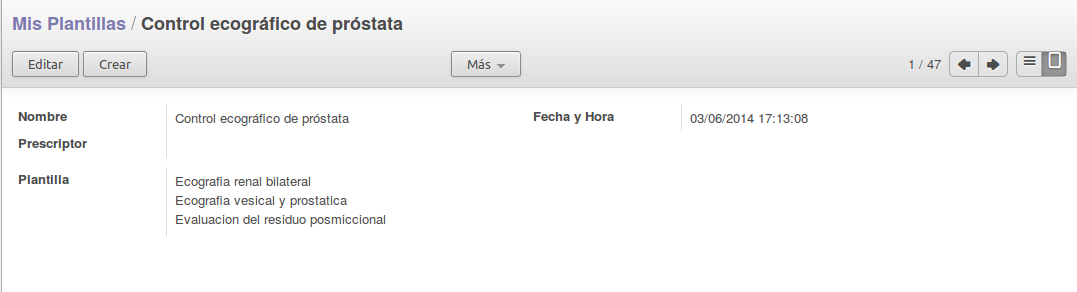 Mis Plantillas / Control ecográfico de próstata
Editar Crear Más 1 / 47
Nombre Control ecográfico de próstata Fecha y Hora 03/06/2014 17:13:08
Prescriptor
Plantilla Ecografia renal bilateral
Ecografia vesical y prostatica
Evaluacion del residuo posmiccional